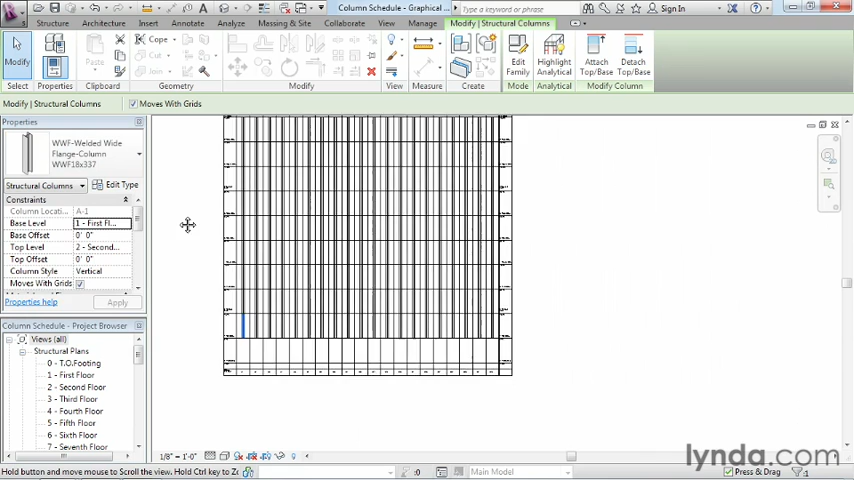 Column Schedule - Graphical
Type a keyword or phrase
Sign In
Structure
Architecture
Insert
Annotate
Analyze
Massing & Site
Collaborate
View
Manage
Modify | Structural Columns
Modify
Paste
Cope
Cut
Join
Edit
Family
Highlight
Analytical
Attach
Top/Base
Detach
Top/Base
Select
Properties
Clipboard
Geometry
Modify
View
Measure
Create
Mode
Analytical
Modify Column
Modify | Structural Columns
Moves With Grids
Properties
WWF-Welded Wide
Flange-Column
WWF18x337
Structural Columns
Edit Type
Constraints
Column Locati...
A-1
Base Level
1 - First Fl...
Base Offset
0' 0"
Top Level
2 - Second...
Top Offset
0' 0"
Column Style
Vertical
Moves With Grids
Properties help
Apply
Column Schedule - Project Browser
Views (all)
Structural Plans
0 - T.O.Footing
1 - First Floor
2 - Second Floor
3 - Third Floor
4 - Fourth Floor
5 - Fifth Floor
6 - Sixth Floor
7 - Seventh Floor
1/8" = 1'-0"
Hold button and move mouse to Scroll the view. Hold Ctrl key to Zo
:0
Main Model
Press & Drag
:1
lynda.com